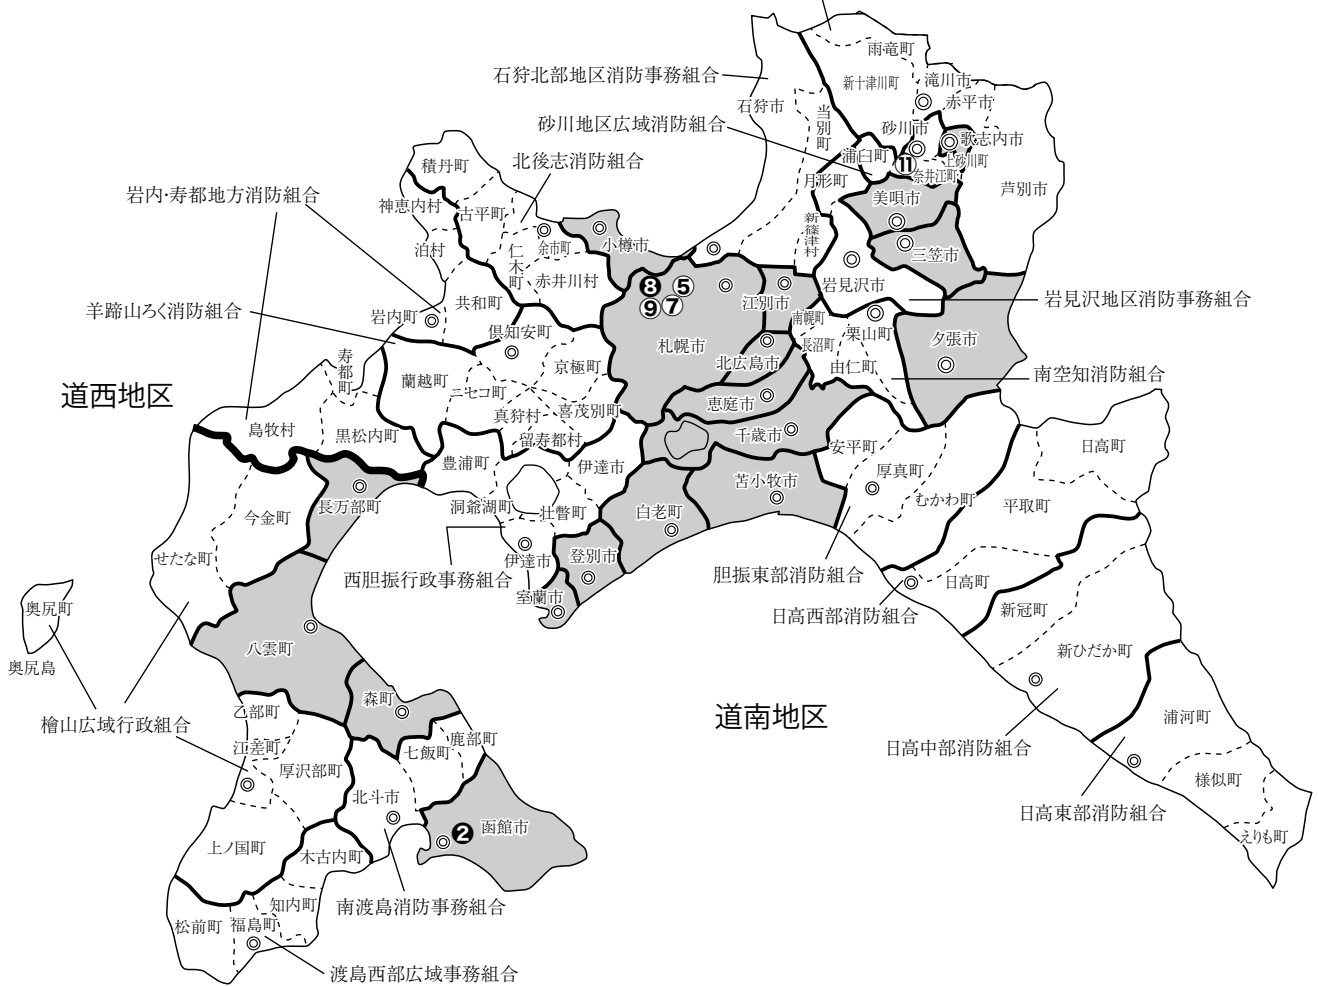 雨竜町
石狩北部地区消防事務組合
新十津川町
滝川市
石狩市
赤平市
当別町
砂川地区広域消防組合
砂川市
歌志内市
北後志消防組合
浦臼町
⓫
上砂川町
積丹町
奈井江町
月形町
芦別市
岩内・寿都地方消防組合
美唄市
神恵内村
古平町
新篠津村
小樽市
余市町
泊村
仁木町
三笠市
赤井川村
岩見沢市
❽
⑤
江別市
岩見沢地区消防事務組合
共和町
❾
⑦
羊蹄山ろく消防組合
岩内町
南幌町
倶知安町
栗山町
夕張市
札幌市
長沼町
寿都町
北広島市
京極町
由仁町
南空知消防組合
蘭越町
道西地区
ニセコ町
恵庭市
真狩村
喜茂別町
島牧村
黒松内町
留寿都村
千歳市
安平町
日高町
豊浦町
伊達市
厚真町
苫小牧市
むかわ町
長万部町
洞爺湖町
壮瞥町
白老町
平取町
今金町
せたな町
伊達市
登別市
西胆振行政事務組合
胆振東部消防組合
日高町
室蘭市
奥尻町
日高西部消防組合
新冠町
八雲町
新ひだか町
奥尻島
森町
乙部町
道南地区
浦河町
檜山広域行政組合
鹿部町
江差町
七飯町
日高中部消防組合
厚沢部町
様似町
北斗市
日高東部消防組合
❷
函館市
えりも町
上ノ国町
木古内町
南渡島消防事務組合
知内町
松前町
福島町
渡島西部広域事務組合